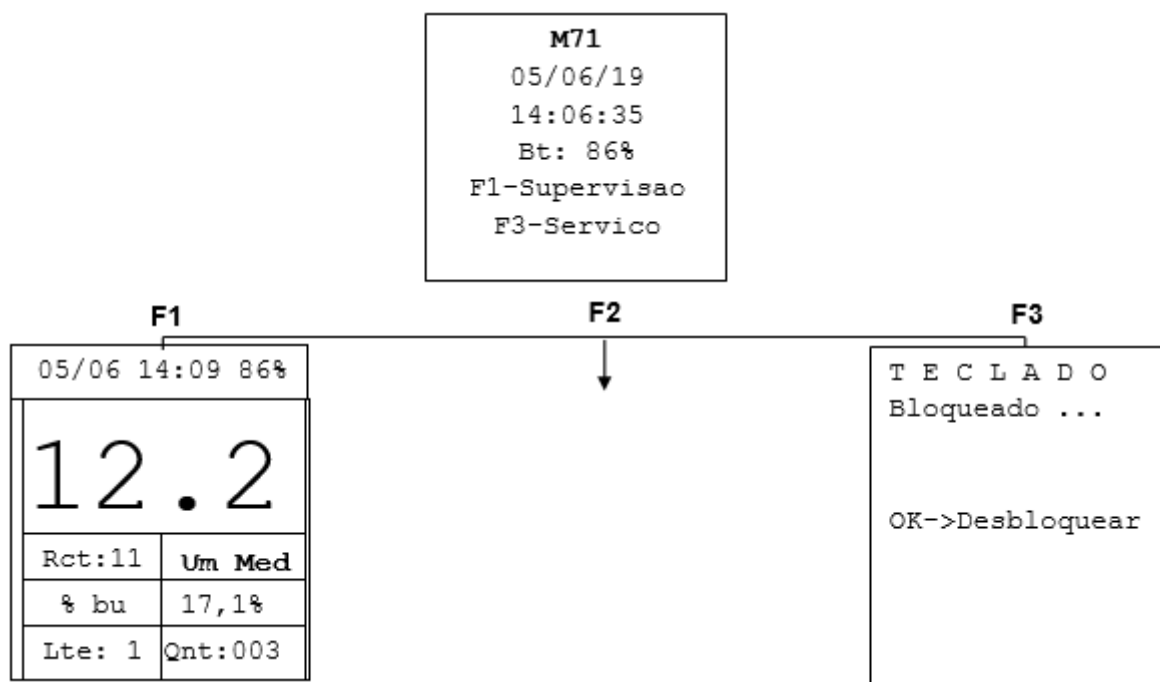 M71
05/06/19
14:06:35
Bt: 86%
F1-Supervisao
F3-Servico
F1
F2
F3
05/06 14:09 86%
12.2
Rct:11 Um Med
% bu 17,1%
Lte: 1 Qnt:003
T E C L A D O
Bloqueado ...
OK->Desbloquear